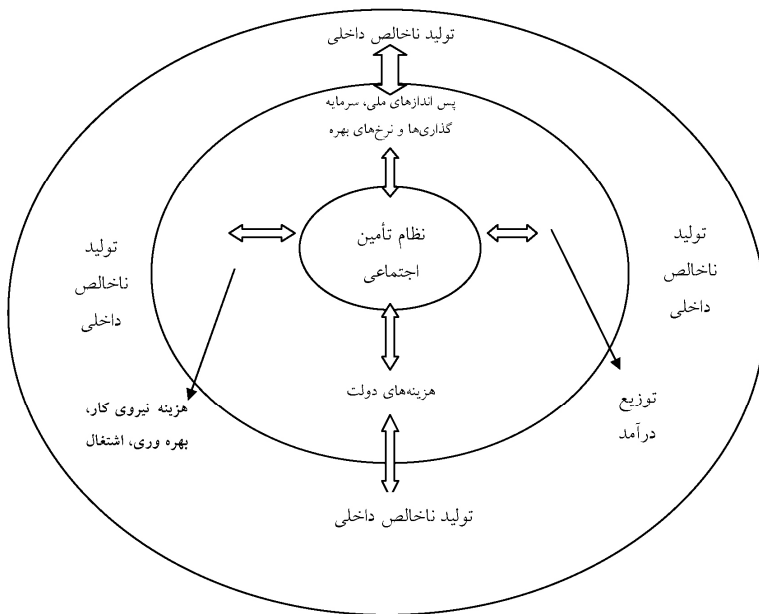 تولید ناخالص داخلی
پس اندازهای ملی، سرمایه
گذاری‌ها و نرخ‌های بهره
نظام تأمین
اجتماعی
تولید
ناخالص
داخلی
تولید
ناخالص
داخلی
هزینه‌های دولت
توزیع
درآمد
هزینه نیروی کار،
بهره وری، اشتغال
تولید ناخالص داخلی